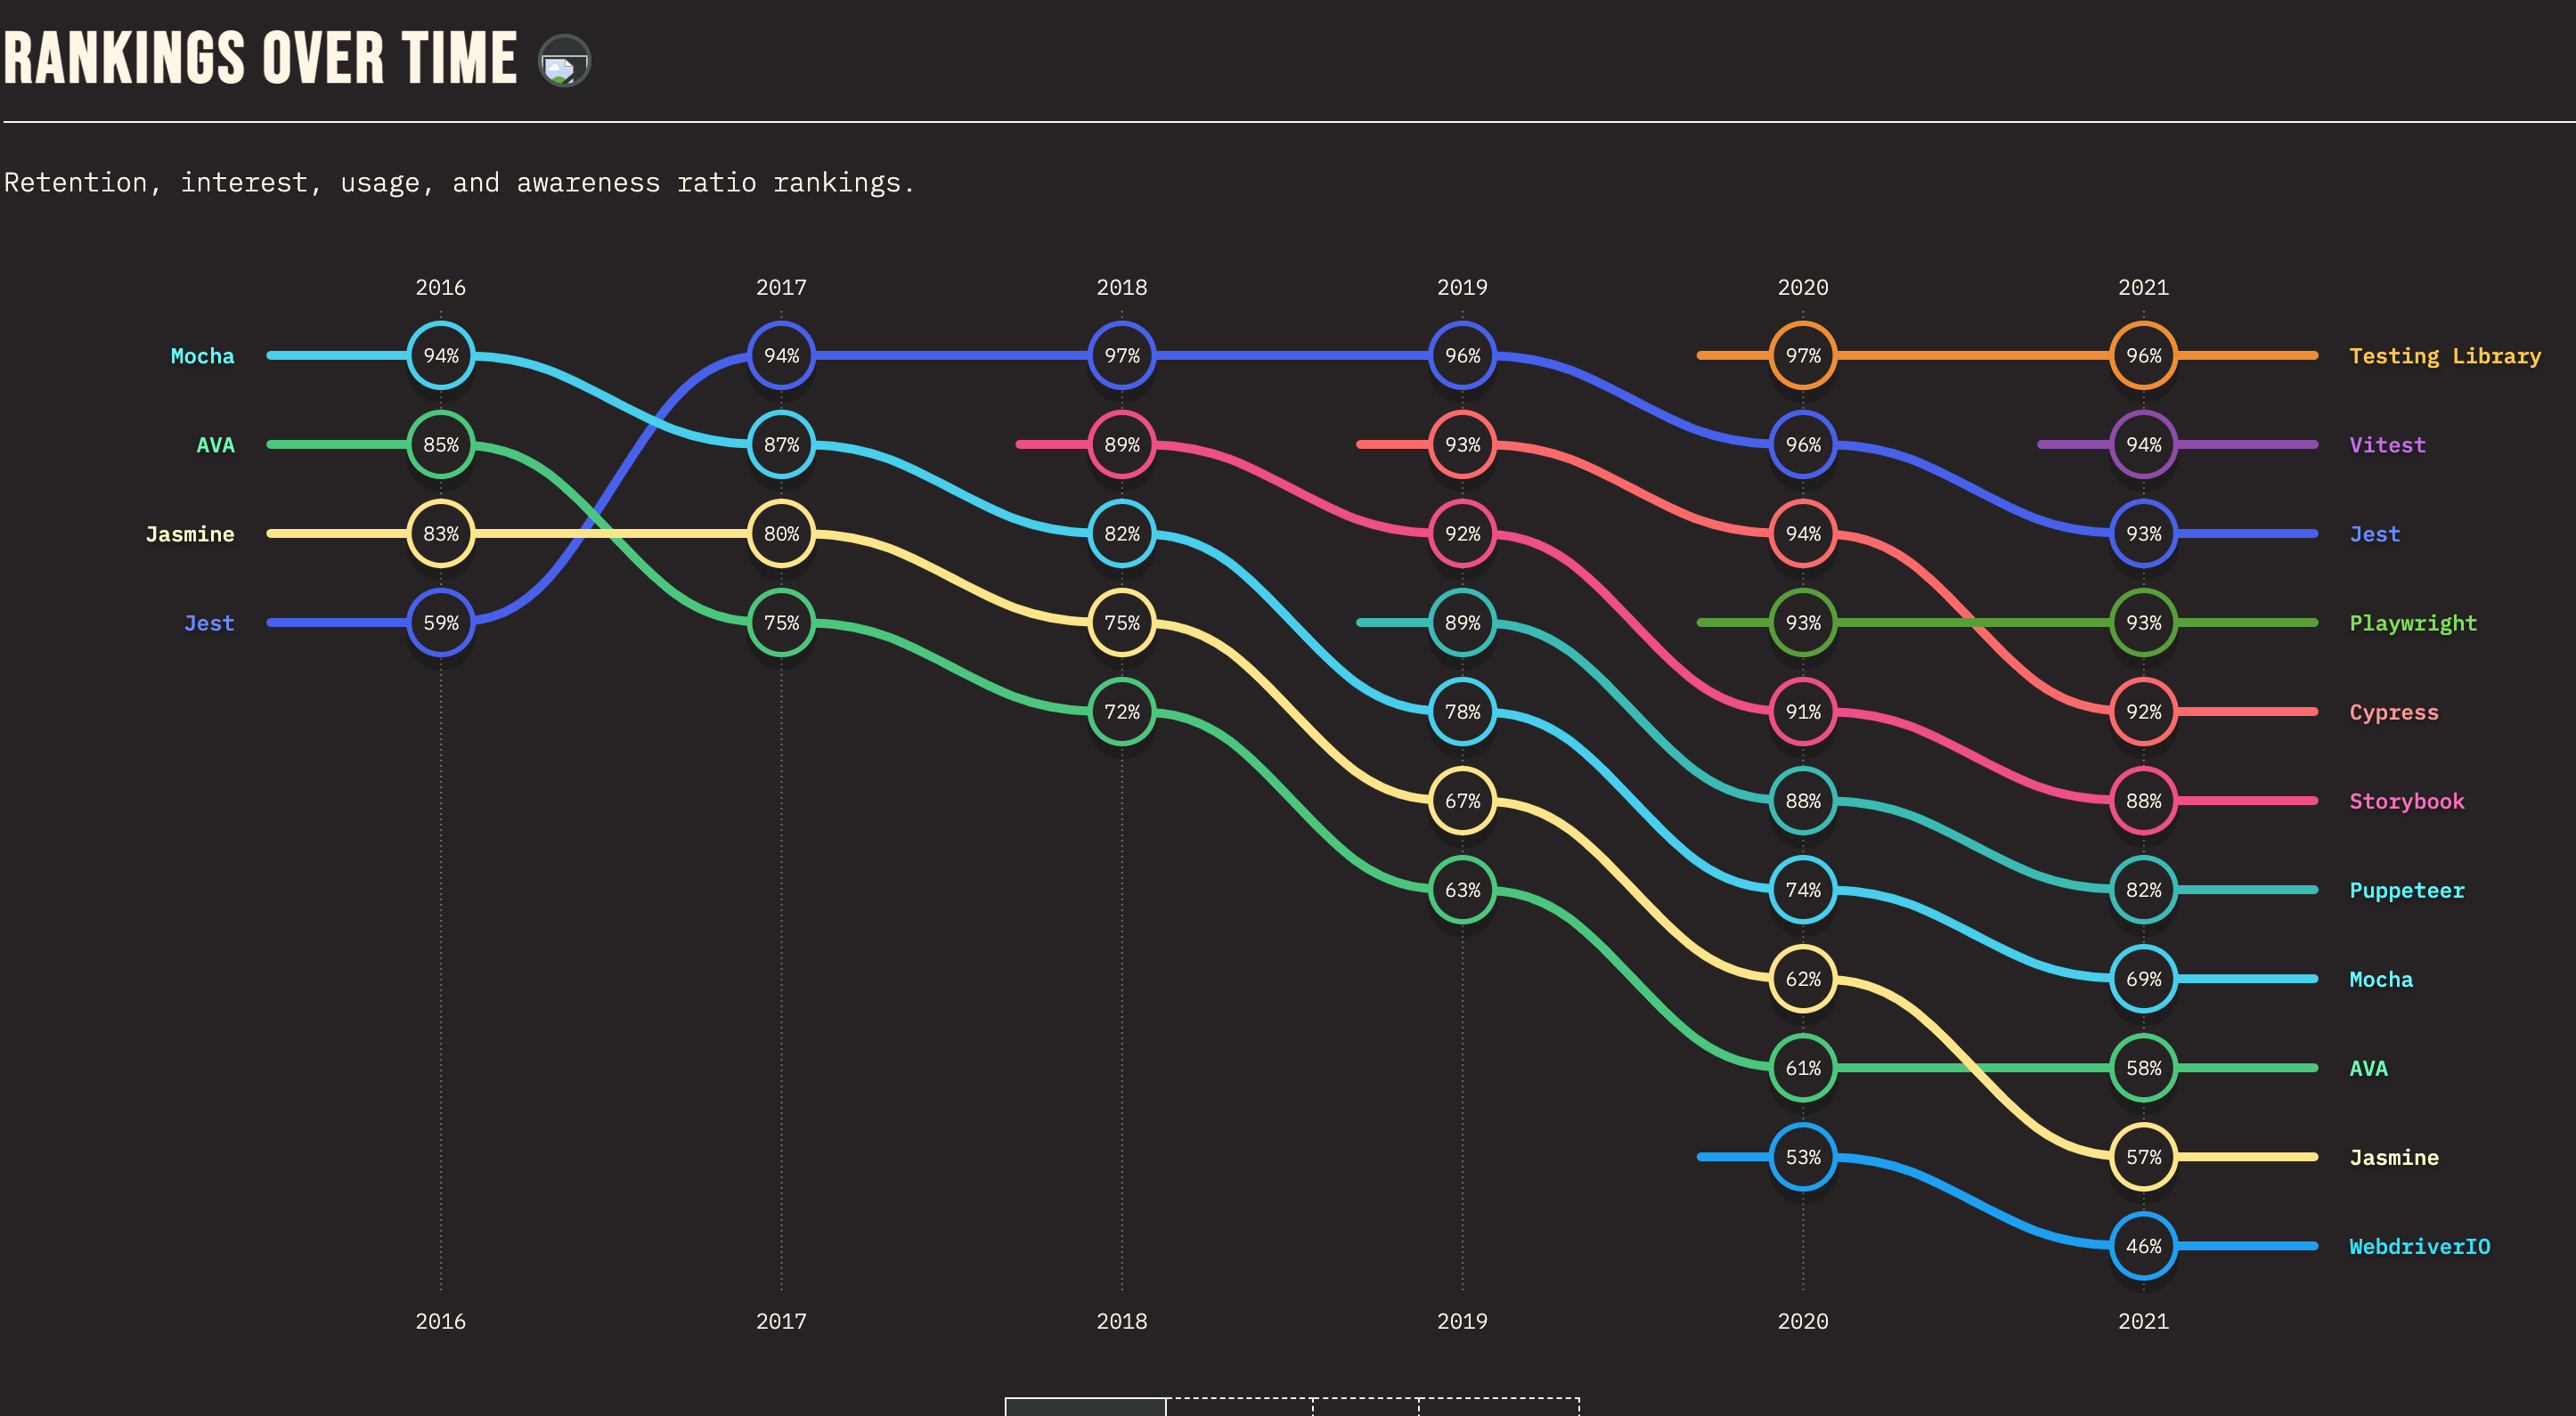 RANKINGS OVER TIME
Retention, interest, usage, and awareness ratio rankings.
2016 2017 2018 2019 2020 2021
Mocha 94% 94% 97% 96% 97% 96% Testing Library
AVA 85% 87% 89% 93% 96% 94% Vitest
Jasmine 83% 80% 82% 92% 94% 93% Jest
Jest 59% 75% 75% 89% 93% 93% Playwright
72% 78% 91% 92% Cypress
67% 88% 88% Storybook
63% 74% 82% Puppeteer
62% 69% Mocha
61% 58% AVA
53% 57% Jasmine
46% WebdriverIO
2016 2017 2018 2019 2020 2021